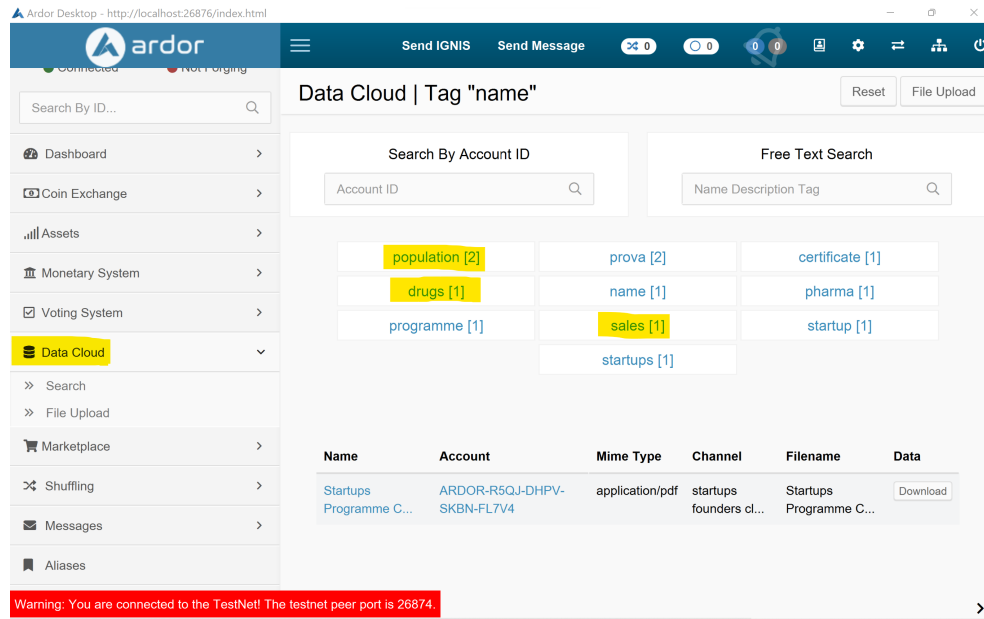 Ardor Desktop - http://localhost:26876/index.html
ardor
Send IGNIS
Send Message
0
0
0
0
Connected
Not Forging
Search By ID...
Data Cloud | Tag "name"
Reset
File Upload
Dashboard
Coin Exchange
Assets
Monetary System
Voting System
Data Cloud
Search
File Upload
Marketplace
Shuffling
Messages
Aliases
Search By Account ID
Account ID
Free Text Search
Name Description Tag
population [2]
prova [2]
certificate [1]
drugs [1]
name [1]
pharma [1]
programme [1]
sales [1]
startup [1]
startups [1]
Name
Account
Mime Type
Channel
Filename
Data
Startups
Programme C...
ARDOR-R5QJ-DHPV-
SKBN-FL7V4
application/pdf
startups
founders cl...
Startups
Programme C...
Download
Warning: You are connected to the TestNet! The testnet peer port is 26874.